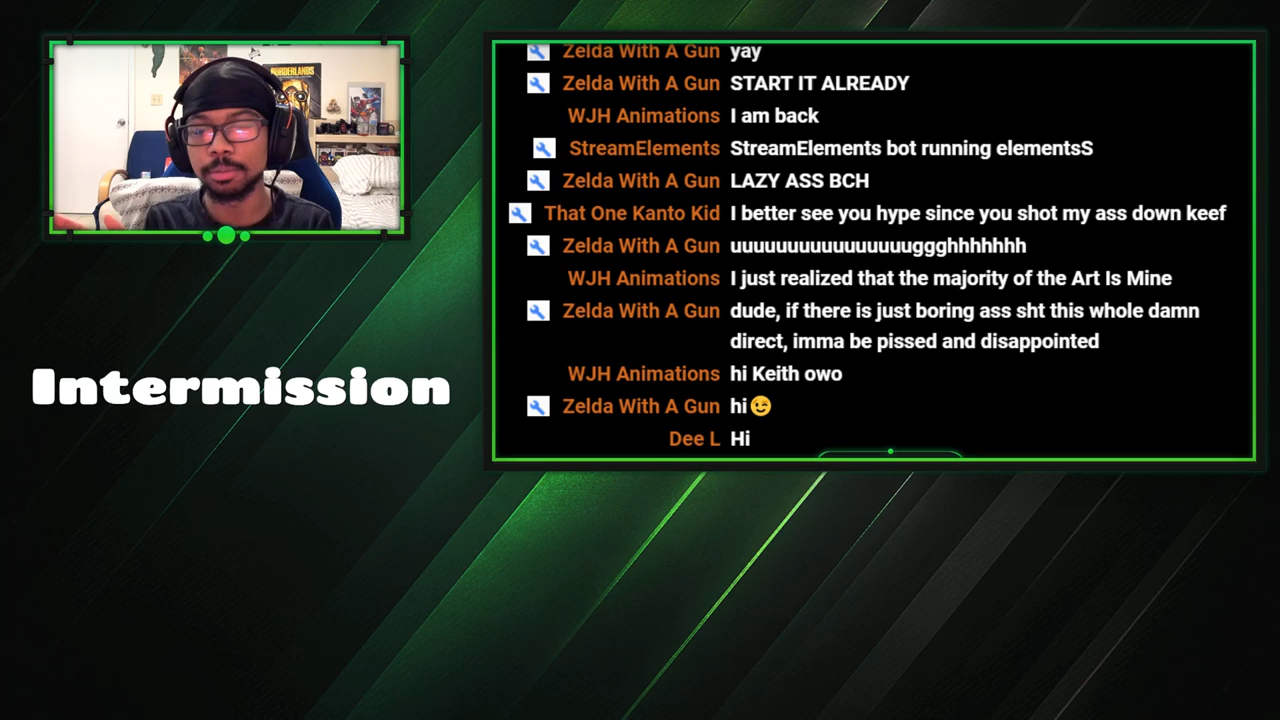 BORDERLANDS
Zelda With A Gun yay
Zelda With A Gun START IT ALREADY
WJH Animations I am back
StreamElements StreamElements bot running elementsS
Zelda With A Gun LAZY ASS BCH
That One Kanto Kid I better see you hype since you shot my ass down keef
Zelda With A Gun uuuuuuuuuuuuuuuuuggghhhhhhh
WJH Animations I just realized that the majority of the Art Is Mine
Zelda With A Gun dude, if there is just boring ass sht this whole damn
direct, imma be pissed and disappointed
WJH Animations hi Keith owo
Zelda With A Gun hi😉
Dee L Hi
Intermission